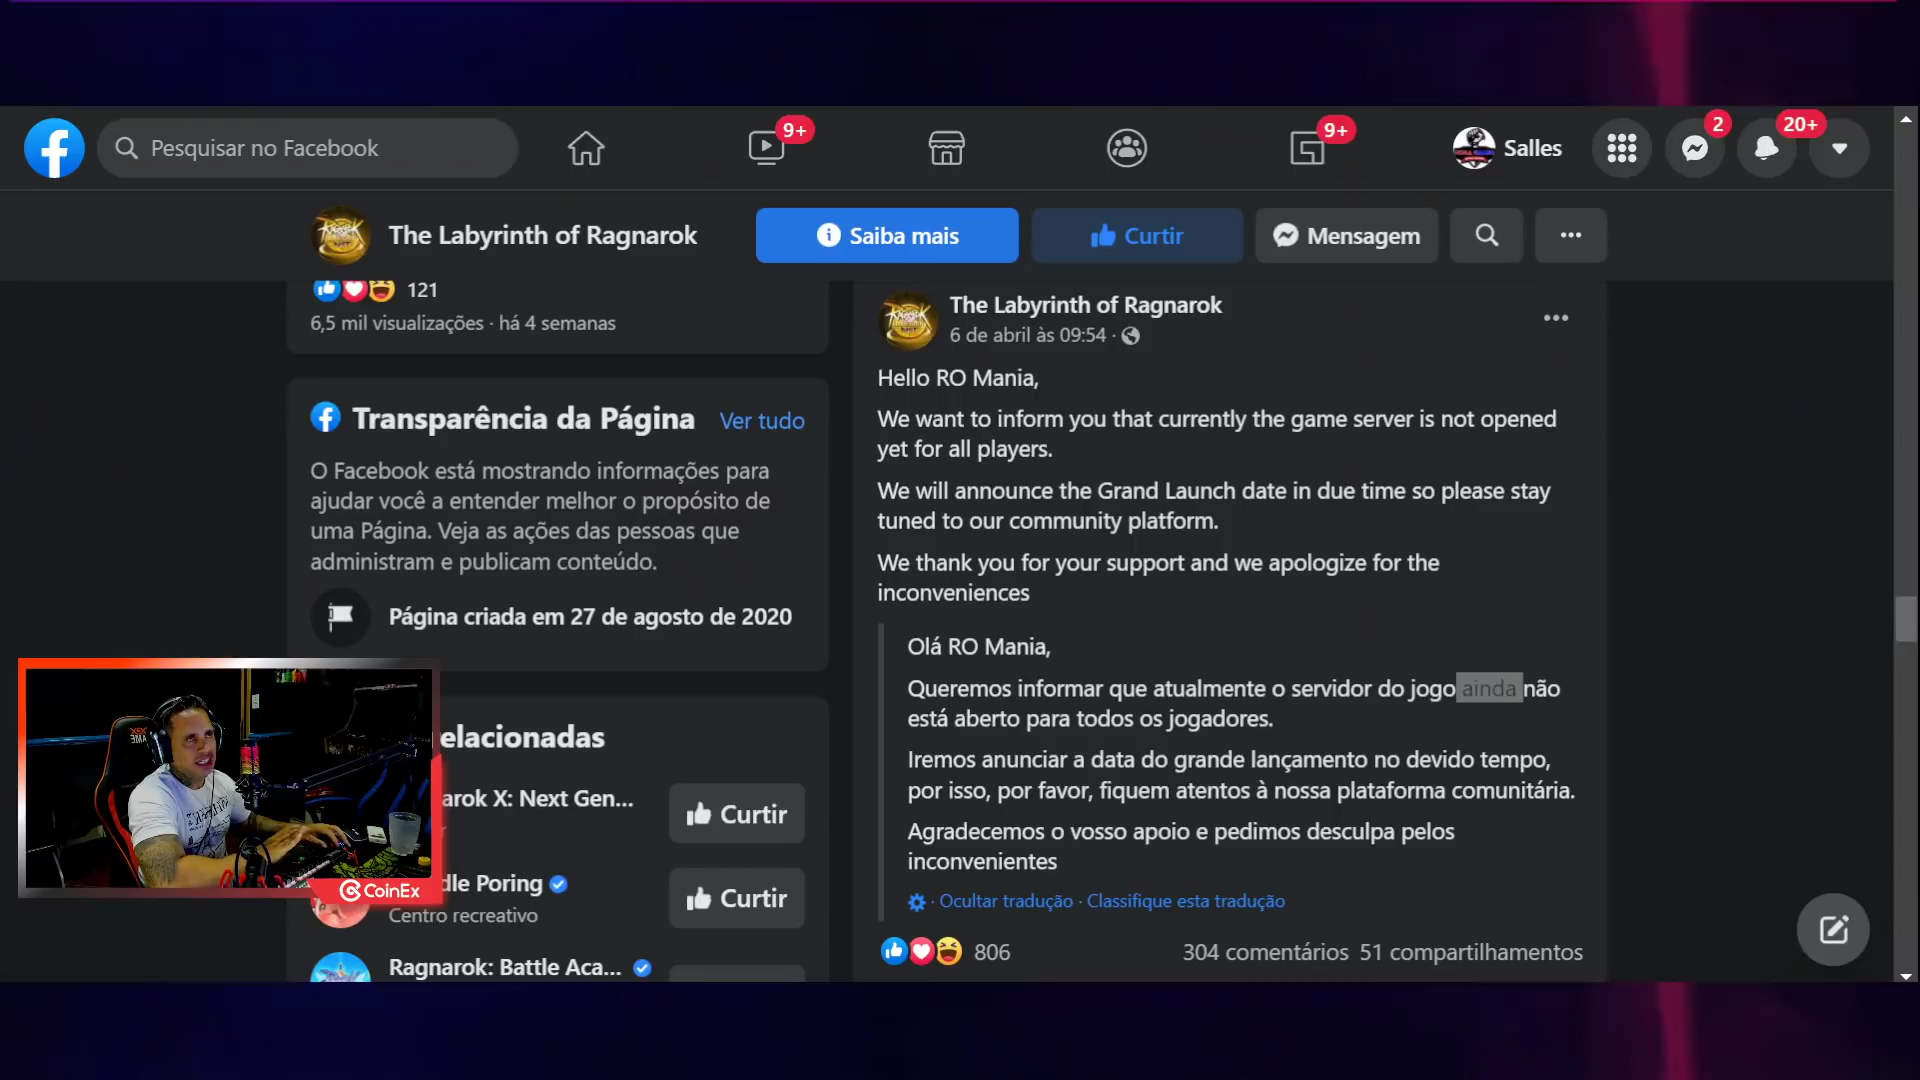 Pesquisar no Facebook
9+
9+
Salles
2
20+
The Labyrinth of Ragnarok
Saiba mais
Curtir
Mensagem
121
6,5 mil visualizações · há 4 semanas
Transparência da Página
Ver tudo
O Facebook está mostrando informações para
ajudar você a entender melhor o propósito de
uma Página. Veja as ações das pessoas que
administram e publicam conteúdo.
Página criada em 27 de agosto de 2020
elacionadas
arok X: Next Gen...
Curtir
dle Poring
Centro recreativo
Curtir
Ragnarok: Battle Aca...
CoinEx
The Labyrinth of Ragnarok
6 de abril às 09:54 ·
Hello RO Mania,
We want to inform you that currently the game server is not opened
yet for all players.
We will announce the Grand Launch date in due time so please stay
tuned to our community platform.
We thank you for your support and we apologize for the
inconveniences
Olá RO Mania,
Queremos informar que atualmente o servidor do jogo ainda não
está aberto para todos os jogadores.
Iremos anunciar a data do grande lançamento no devido tempo,
por isso, por favor, fiquem atentos à nossa plataforma comunitária.
Agradecemos o vosso apoio e pedimos desculpa pelos
inconvenientes
· Ocultar tradução · Classifique esta tradução
806
304 comentários 51 compartilhamentos